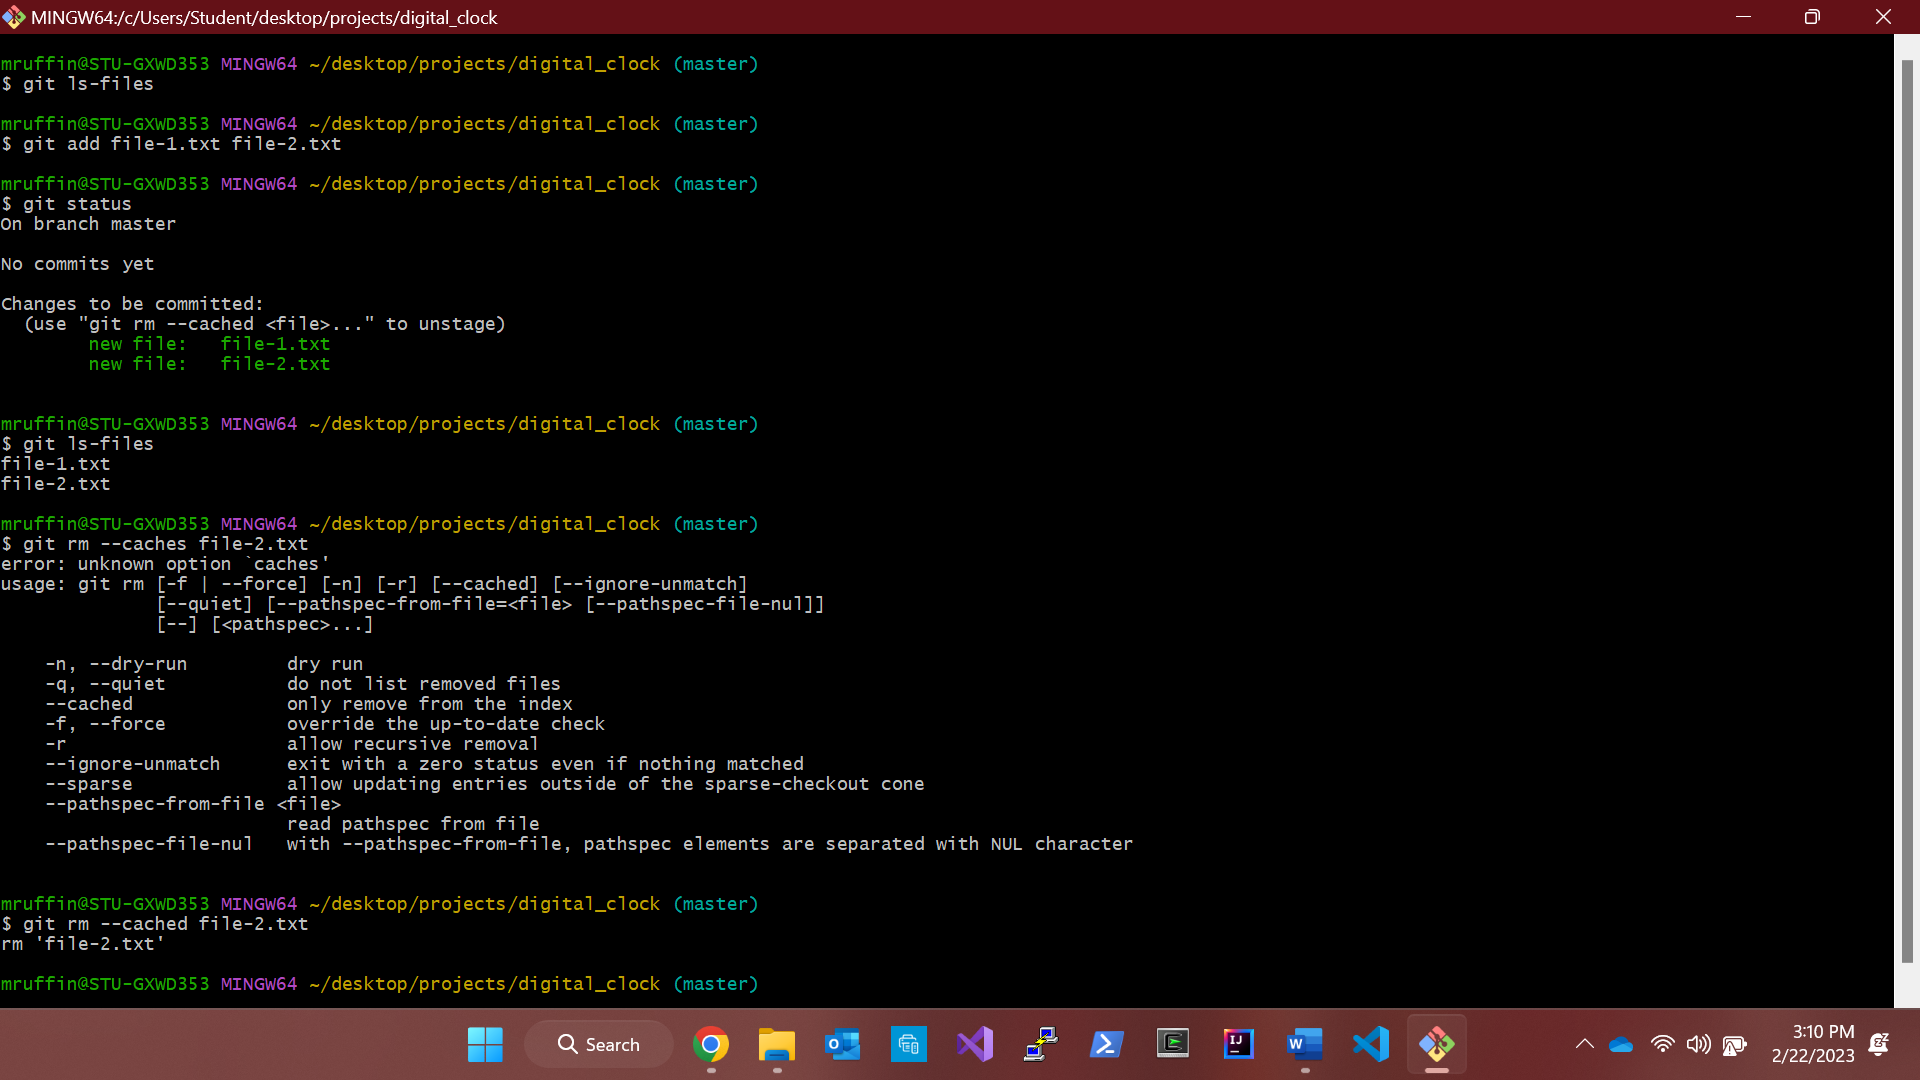 MINGW64:/c/Users/Student/desktop/projects/digital_clock
mruffin@STU-GXWD353 MINGW64 ~/desktop/projects/digital_clock (master)
$ git ls-files
mruffin@STU-GXWD353 MINGW64 ~/desktop/projects/digital_clock (master)
$ git add file-1.txt file-2.txt
mruffin@STU-GXWD353 MINGW64 ~/desktop/projects/digital_clock (master)
$ git status
On branch master
No commits yet
Changes to be committed:
  (use "git rm --cached <file>..." to unstage)
        new file:   file-1.txt
        new file:   file-2.txt
mruffin@STU-GXWD353 MINGW64 ~/desktop/projects/digital_clock (master)
$ git ls-files
file-1.txt
file-2.txt
mruffin@STU-GXWD353 MINGW64 ~/desktop/projects/digital_clock (master)
$ git rm --caches file-2.txt
error: unknown option `caches'
usage: git rm [-f | --force] [-n] [-r] [--cached] [--ignore-unmatch]
              [--quiet] [--pathspec-from-file=<file> [--pathspec-file-nul]]
              [--] [<pathspec>...]
    -n, --dry-run         dry run
    -q, --quiet           do not list removed files
    --cached              only remove from the index
    -f, --force           override the up-to-date check
    -r                    allow recursive removal
    --ignore-unmatch      exit with a zero status even if nothing matched
    --sparse              allow updating entries outside of the sparse-checkout cone
    --pathspec-from-file <file>
                          read pathspec from file
    --pathspec-file-nul   with --pathspec-from-file, pathspec elements are separated with NUL character
mruffin@STU-GXWD353 MINGW64 ~/desktop/projects/digital_clock (master)
$ git rm --cached file-2.txt
rm 'file-2.txt'
mruffin@STU-GXWD353 MINGW64 ~/desktop/projects/digital_clock (master)
Search
3:10 PM
2/22/2023